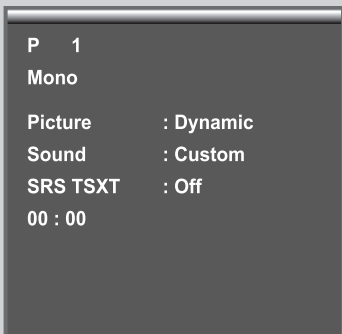 P 1
Mono
Picture : Dynamic
Sound : Custom
SRS TSXT : Off
00 : 00